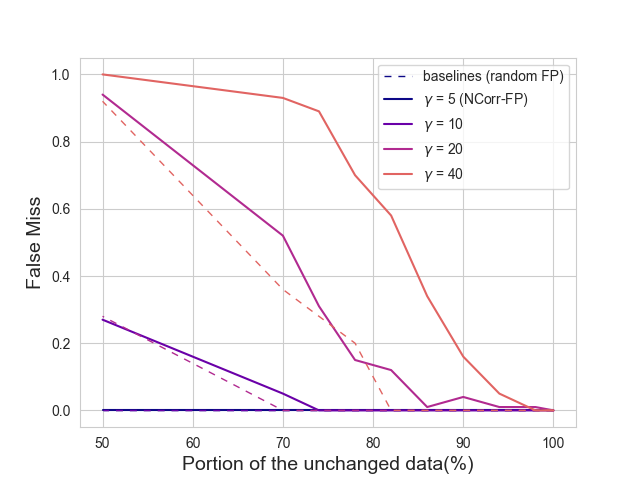 baselines (random FP)
γ = 5 (NCorr-FP)
γ = 10
γ = 20
γ = 40
False Miss
1.0
0.8
0.6
0.4
0.2
0.0
50 60 70 80 90 100
Portion of the unchanged data(%)